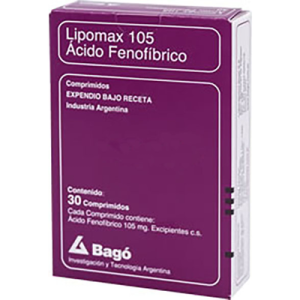 Lipomax 105
Ácido Fenofíbrico
Comprimidos
EXPENDIO BAJO RECETA
Industria Argentina
Contenido:
30 Comprimidos
Cada Comprimido contiene:
Ácido Fenofíbrico 105 mg. Excipientes c.s.
Bagó
Investigación y Tecnología Argentina